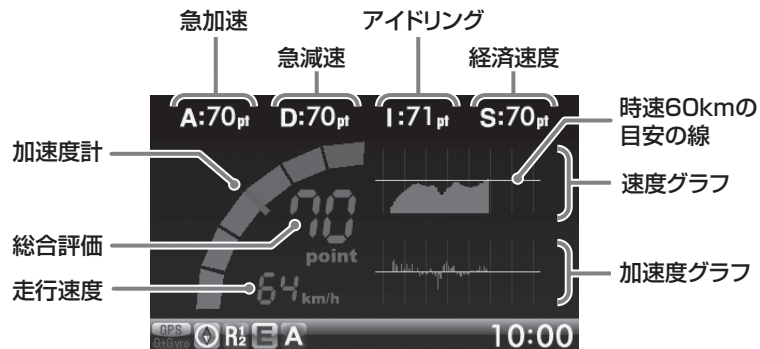 急加速
アイドリング
急減速
経済速度
A:70pt D:70pt I:71pt S:70pt
時速60kmの
目安の線
加速度計
速度グラフ
70
point
総合評価
加速度グラフ
走行速度
64 km/h
GPS
G+Gyro
R1/2 E A
10:00